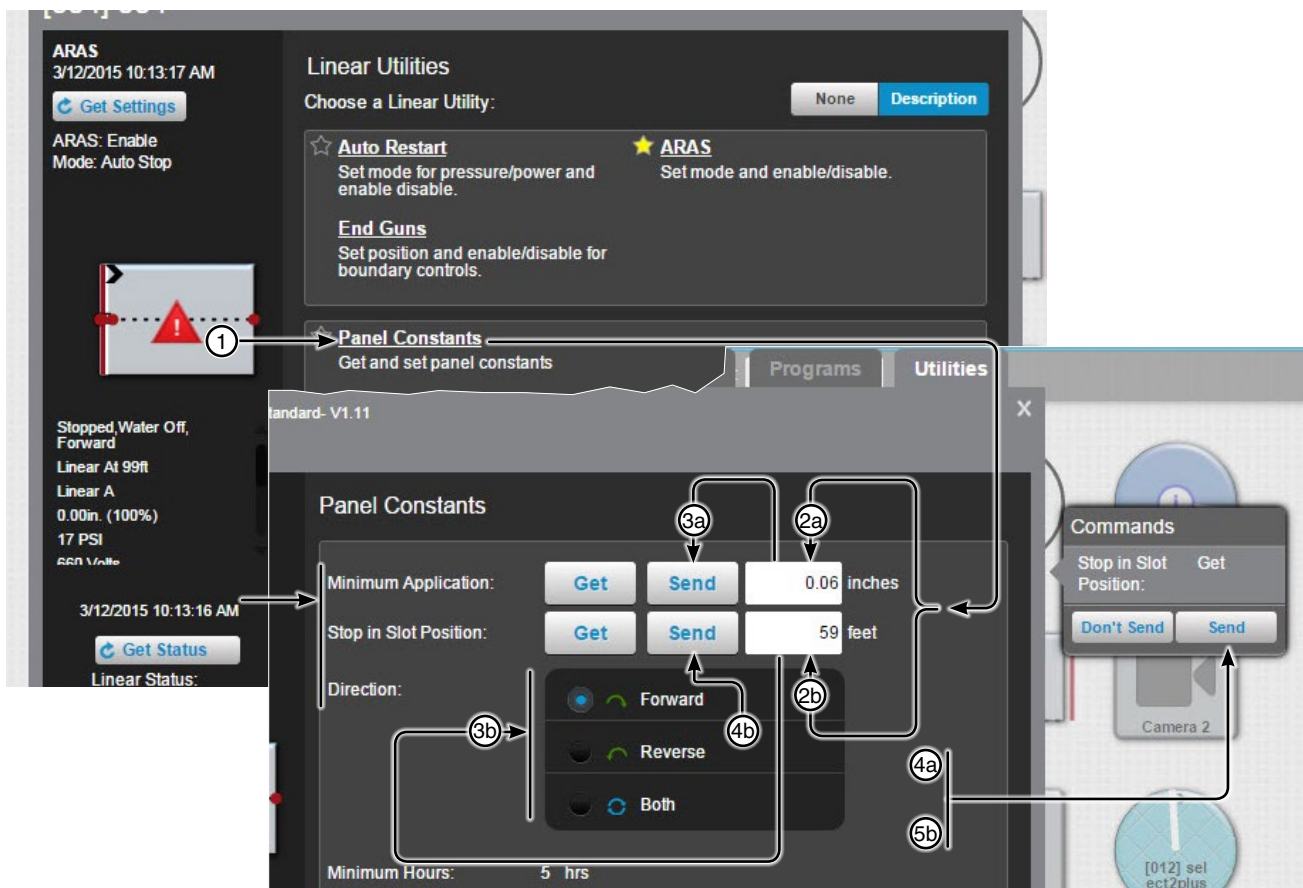 ARAS
3/12/2015 10:13:17 AM
Get Settings
ARAS: Enable
Mode: Auto Stop
Linear Utilities
Choose a Linear Utility:
None
Description
Auto Restart
Set mode for pressure/power and
enable disable.
ARAS
Set mode and enable/disable.
End Guns
Set position and enable/disable for
boundary controls.
1
Panel Constants
Get and set panel constants
Stopped,Water Off,
Forward
Linear At 99ft
Linear A
0.00in. (100%)
17 PSI
660 Volts
3/12/2015 10:13:16 AM
Get Status
Linear Status:
Programs
Utilities
tandard- V1.11
X
Panel Constants
3a
2a
Minimum Application:
Get
Send
0.06 inches
Stop in Slot Position:
Get
Send
59 feet
Direction:
Forward
Reverse
Both
3b
4b
2b
4a
5b
Minimum Hours:
5 hrs
Commands
Stop in Slot
Position:
Get
Don't Send
Send
Camera 2
[012] sel
ect2plus